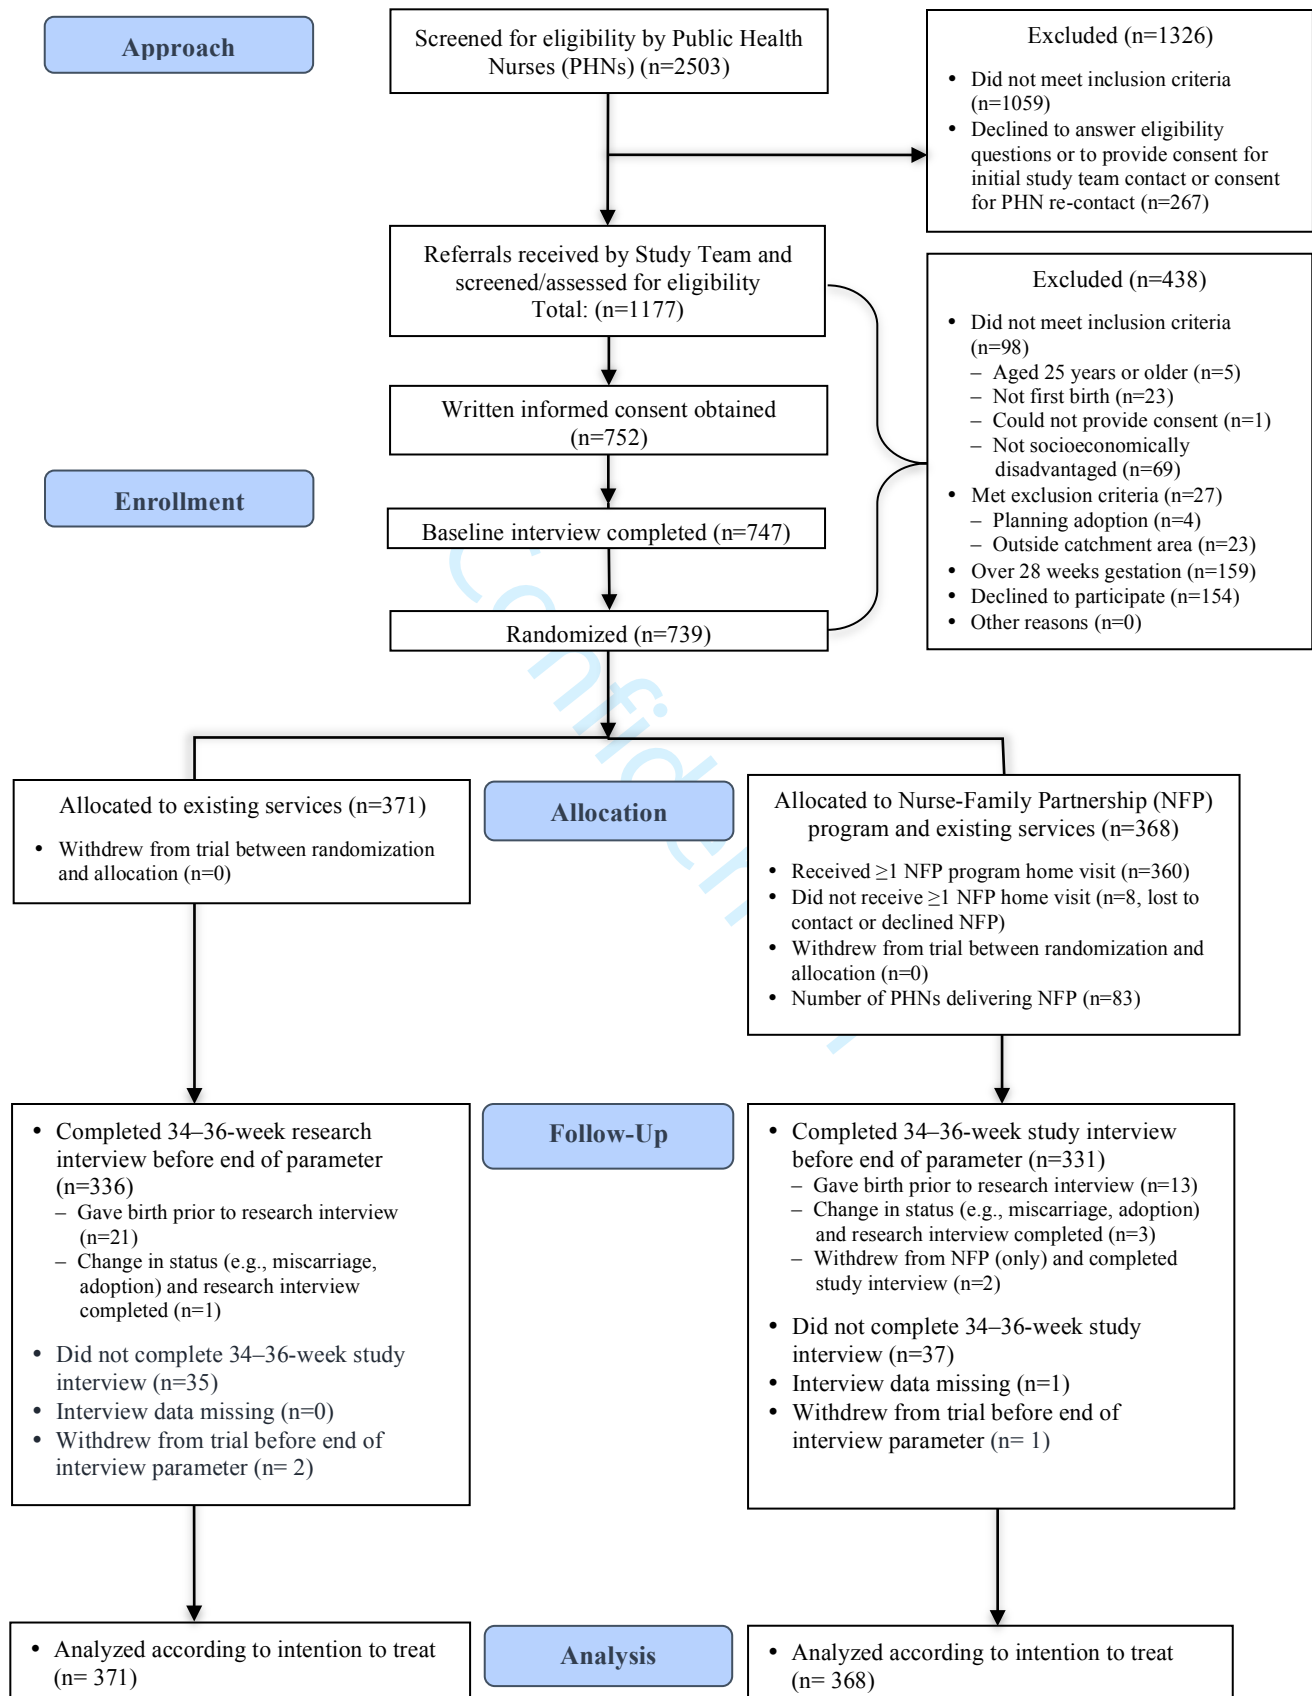 Approach
Screened for eligibility by Public Health
Nurses (PHNs) (n=2503)
Excluded (n=1326)
• Did not meet inclusion criteria
(n=1059)
• Declined to answer eligibility
questions or to provide consent for
initial study team contact or consent
for PHN re-contact (n=267)
Referrals received by Study Team and
screened/assessed for eligibility
Total: (n=1177)
Excluded (n=438)
• Did not meet inclusion criteria
(n=98)
– Aged 25 years or older (n=5)
– Not first birth (n=23)
– Could not provide consent (n=1)
– Not socioeconomically
disadvantaged (n=69)
• Met exclusion criteria (n=27)
– Planning adoption (n=4)
– Outside catchment area (n=23)
• Over 28 weeks gestation (n=159)
• Declined to participate (n=154)
• Other reasons (n=0)
Written informed consent obtained
(n=752)
Enrollment
Baseline interview completed (n=747)
Randomized (n=739)
Allocated to existing services (n=371)
• Withdrew from trial between randomization
and allocation (n=0)
Allocation
Allocated to Nurse-Family Partnership (NFP)
program and existing services (n=368)
• Received ≥1 NFP program home visit (n=360)
• Did not receive ≥1 NFP home visit (n=8, lost to
contact or declined NFP)
• Withdrew from trial between randomization and
allocation (n=0)
• Number of PHNs delivering NFP (n=83)
• Completed 34–36-week research
interview before end of parameter
(n=336)
– Gave birth prior to research interview
(n=21)
– Change in status (e.g., miscarriage,
adoption) and research interview
completed (n=1)
• Did not complete 34–36-week study
interview (n=35)
• Interview data missing (n=0)
• Withdrew from trial before end of
interview parameter (n= 2)
Follow-Up
• Completed 34–36-week study interview
before end of parameter (n=331)
– Gave birth prior to research interview (n=13)
– Change in status (e.g., miscarriage, adoption)
and research interview completed (n=3)
– Withdrew from NFP (only) and completed
study interview (n=2)
• Did not complete 34–36-week study
interview (n=37)
• Interview data missing (n=1)
• Withdrew from trial before end of
interview parameter (n= 1)
• Analyzed according to intention to treat
(n= 371)
Analysis
• Analyzed according to intention to treat
(n= 368)